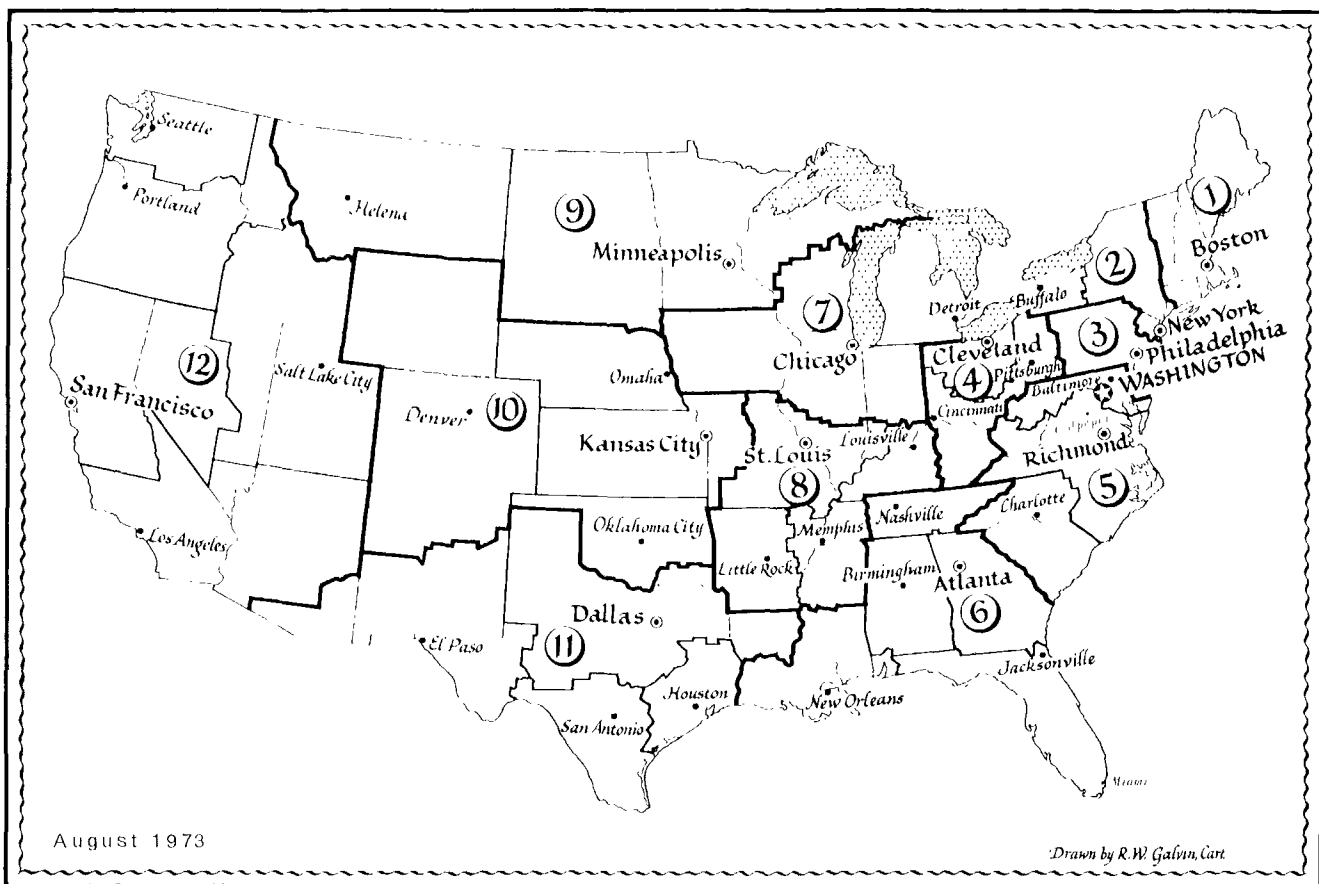 Seattle
Portland
Helena
9
Minneapolis
1
Boston
2
Buffalo
Detroit
7
Chicago
Cleveland
3
New York
Philadelphia
WASHINGTON
Pittsburgh
4
Baltimore
Cincinnati
12
Salt Lake City
San Francisco
Omaha
Denver
10
Kansas City
St. Louis
Louisville
8
Richmond
5
Charlotte
Nashville
Memphis
Los Angeles
Oklahoma City
Little Rock
Birmingham
Atlanta
6
Dallas
11
El Paso
Houston
San Antonio
New Orleans
Jacksonville
Miami
August 1973
Drawn by R.W. Galvin, Cart.